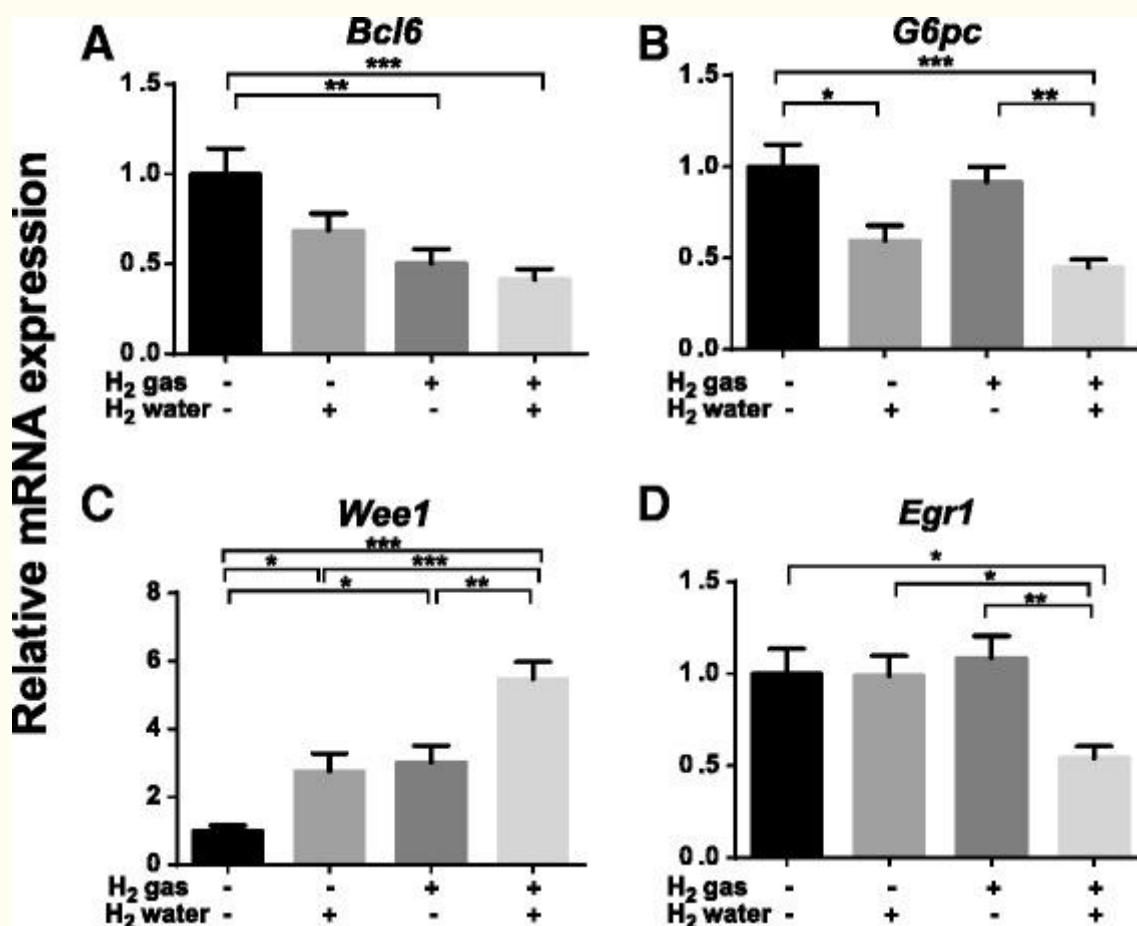 Relative mRNA expression
A
Bcl6
***
**
1.5
1.0
0.5
0.0
H₂ gas - - + +
H₂ water - + - +
B
G6pc
***
* **
1.5
1.0
0.5
0.0
H₂ gas - - + +
H₂ water - + - +
C
Wee1
***
* ***
* **
8
6
4
2
0
H₂ gas - - + +
H₂ water - + - +
D
Egr1
*
*
**
1.5
1.0
0.5
0.0
H₂ gas - - + +
H₂ water - + - +